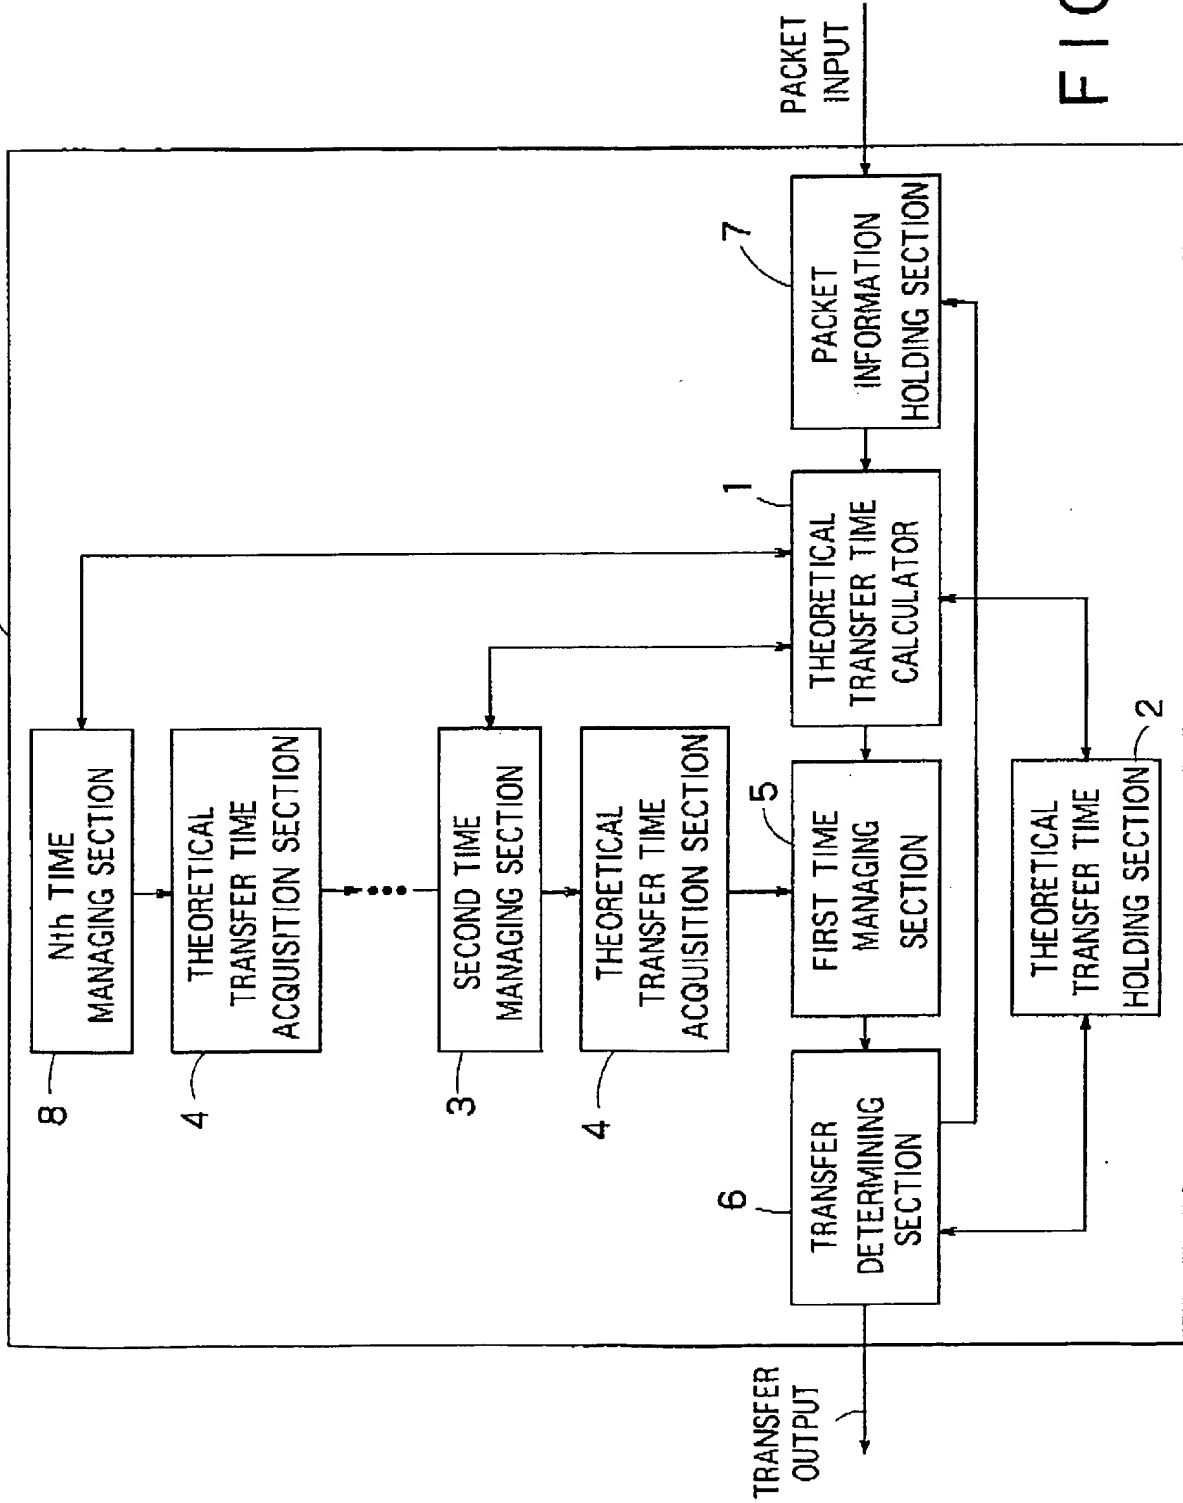 FIG
PACKET
INPUT
7
PACKET
INFORMATION
HOLDING SECTION
1
THEORETICAL
TRANSFER TIME
CALCULATOR
Nth TIME
MANAGING SECTION
8
THEORETICAL
TRANSFER TIME
ACQUISITION SECTION
4
SECOND TIME
MANAGING SECTION
3
THEORETICAL
TRANSFER TIME
ACQUISITION SECTION
4
5
FIRST TIME
MANAGING
SECTION
THEORETICAL
TRANSFER TIME
HOLDING SECTION
2
6
TRANSFER
DETERMINING
SECTION
TRANSFER
OUTPUT